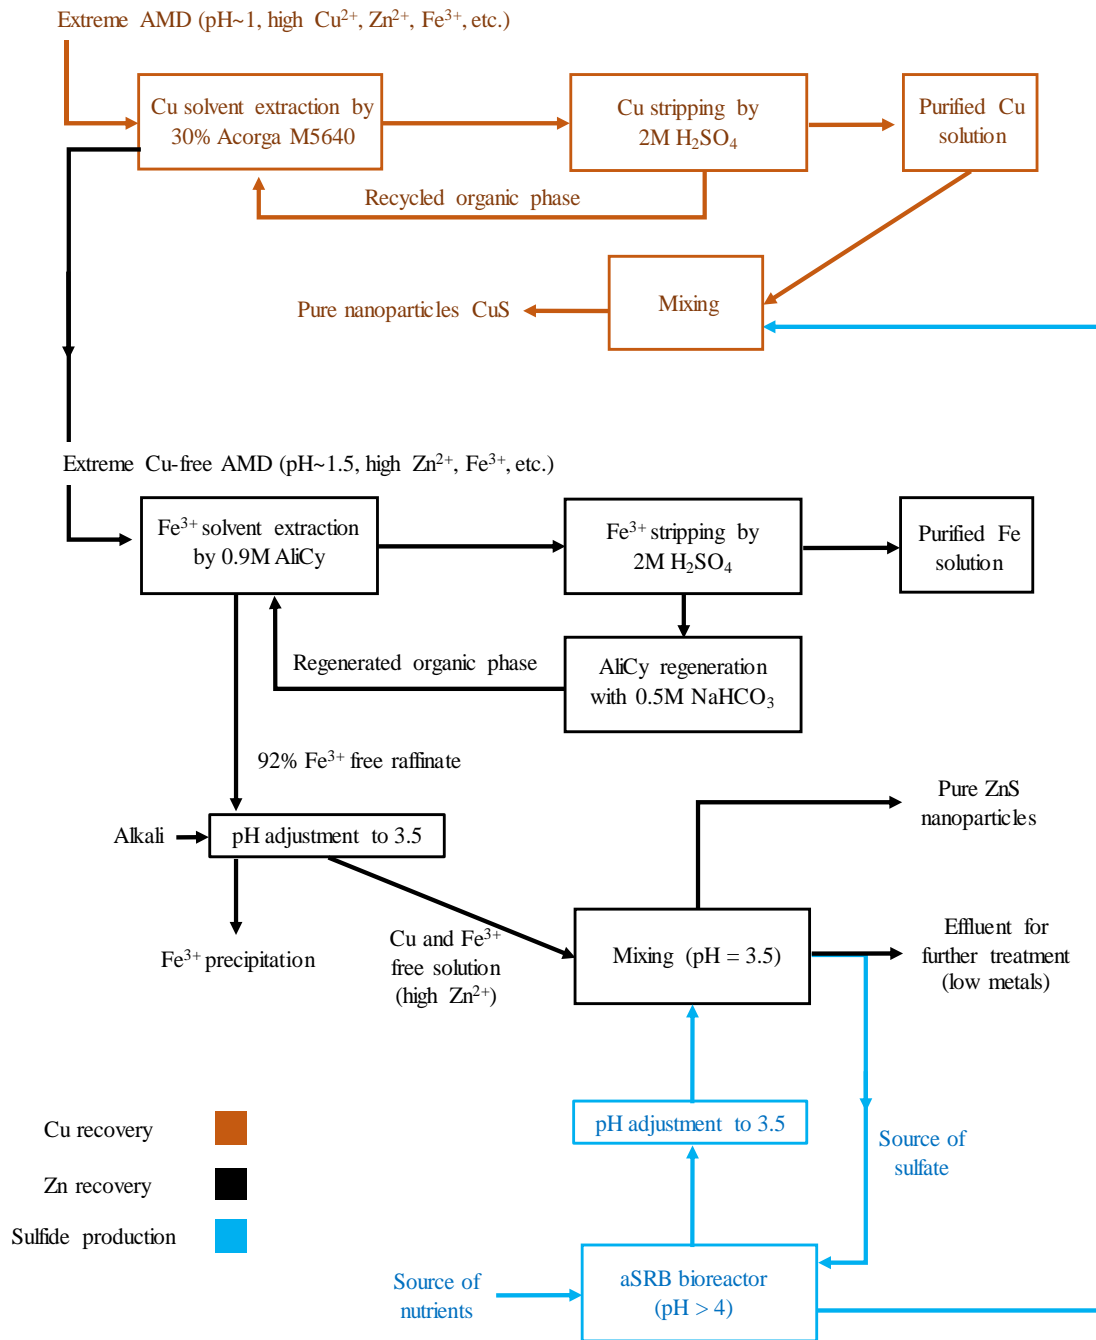 Extreme AMD (pH~1, high Cu²⁺, Zn²⁺, Fe³⁺, etc.)
Cu solvent extraction by
30% Acorga M5640
Cu stripping by
2M H₂SO₄
Purified Cu
solution
Recycled organic phase
Mixing
Pure nanoparticles CuS
Extreme Cu-free AMD (pH~1.5, high Zn²⁺, Fe³⁺, etc.)
Fe³⁺ solvent extraction
by 0.9M AliCy
Fe³⁺ stripping by
2M H₂SO₄
Purified Fe
solution
Regenerated organic phase
AliCy regeneration
with 0.5M NaHCO₃
92% Fe³⁺ free raffinate
Pure ZnS
nanoparticles
Alkali
pH adjustment to 3.5
Fe³⁺ precipitation
Cu and Fe³⁺
free solution
(high Zn²⁺)
Mixing (pH = 3.5)
Effluent for
further treatment
(low metals)
pH adjustment to 3.5
Source of
sulfate
Cu recovery
Zn recovery
Sulfide production
Source of
nutrients
aSRB bioreactor
(pH > 4)